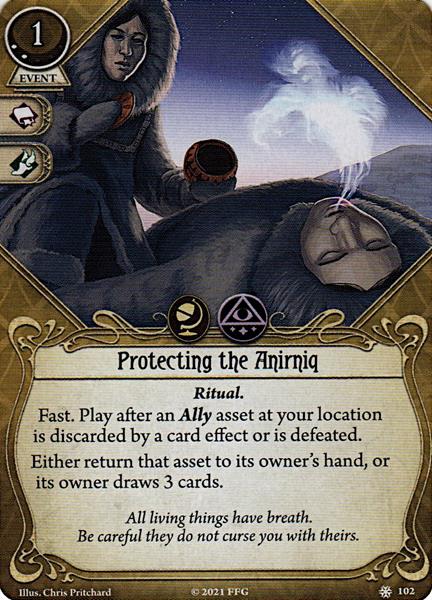 1
EVENT
Protecting the Anirniq
Ritual.
Fast. Play after an Ally asset at your location
is discarded by a card effect or is defeated.
Either return that asset to its owner's hand, or
its owner draws 3 cards.
All living things have breath.
Be careful they do not curse you with theirs.
Illus. Chris Pritchard
© 2021 FFG
102